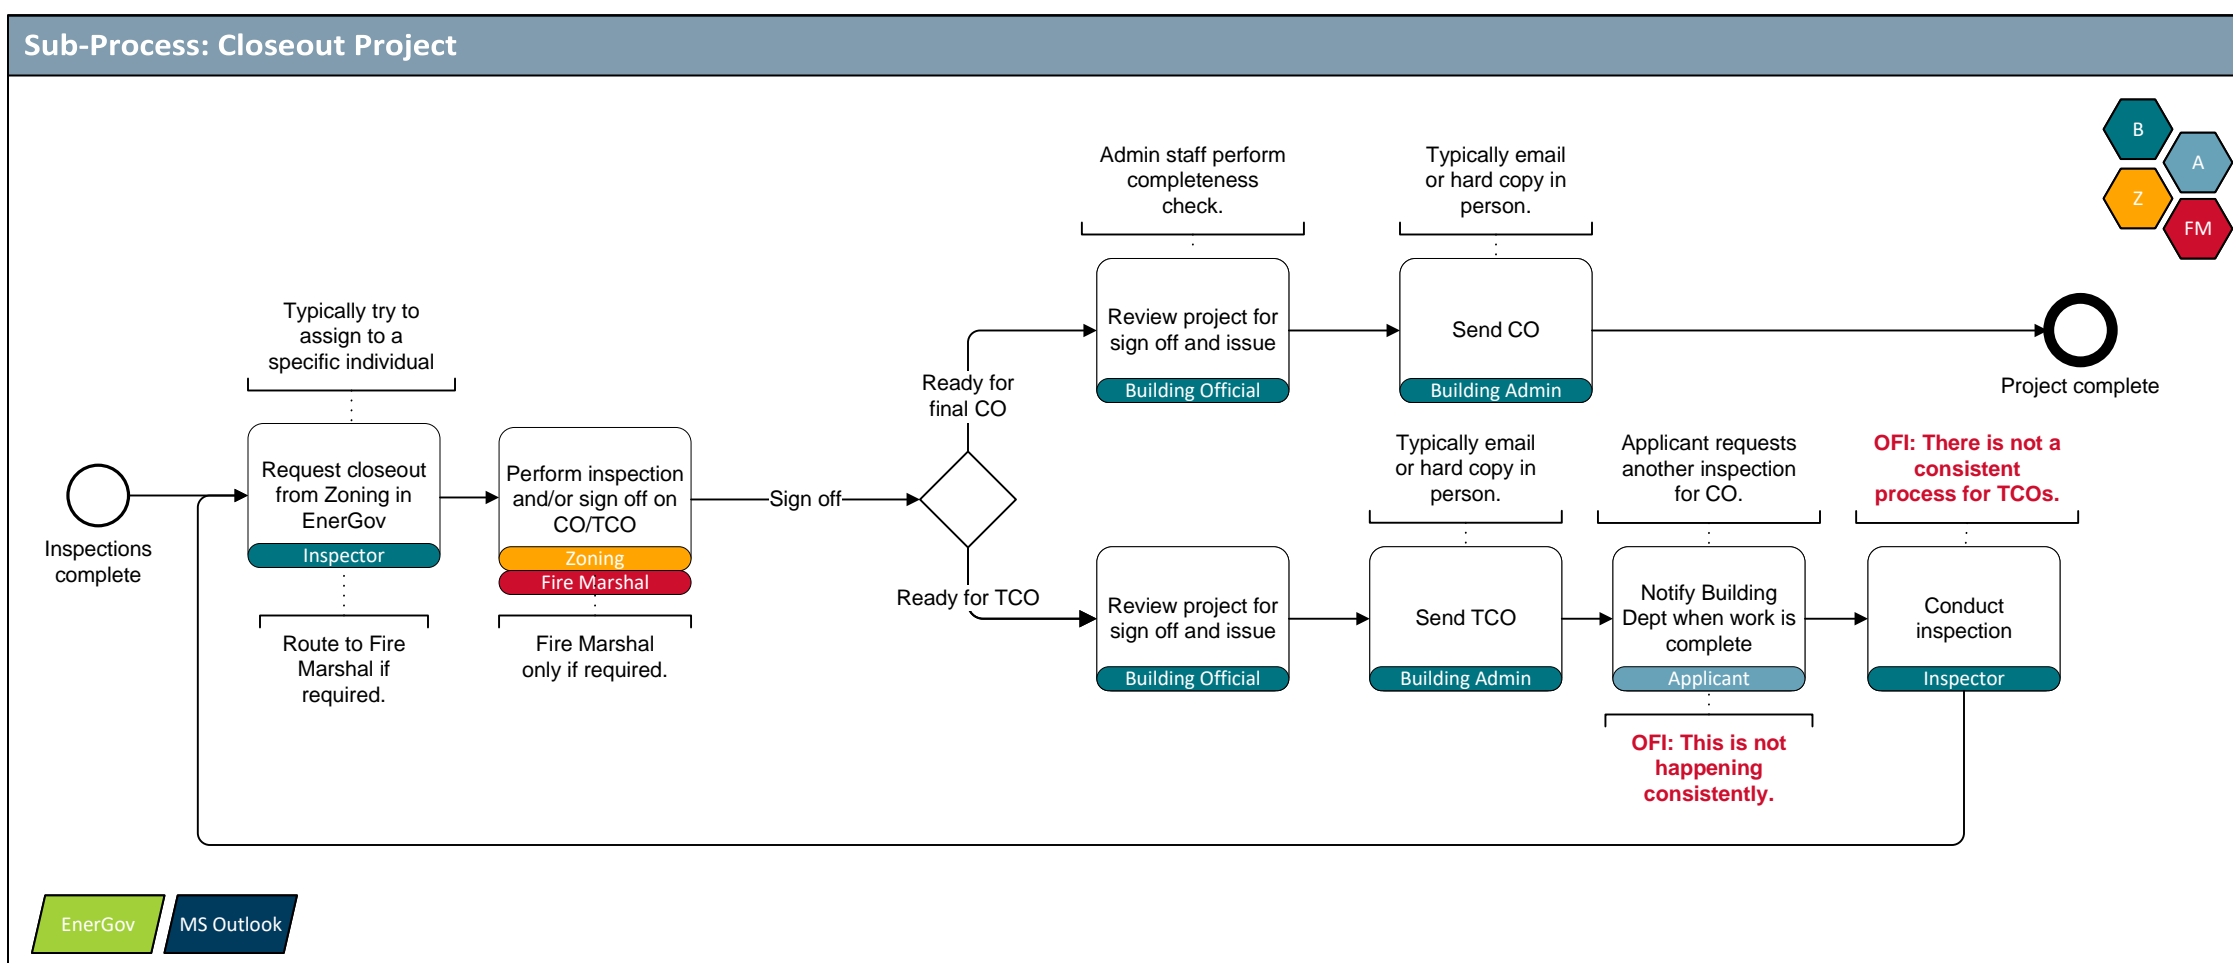 Sub-Process: Closeout Project
B
A
Z
FM
Admin staff perform
completeness
check.
Typically email
or hard copy in
person.
Typically try to
assign to a
specific individual
Review project for
sign off and issue
Building Official
Send CO
Building Admin
Project complete
Ready for
final CO
Inspections
complete
Request closeout
from Zoning in
EnerGov
Inspector
Perform inspection
and/or sign off on
CO/TCO
Zoning
Fire Marshal
Sign off
Route to Fire
Marshal if
required.
Fire Marshal
only if required.
Ready for TCO
Review project for
sign off and issue
Building Official
Typically email
or hard copy in
person.
Send TCO
Building Admin
Applicant requests
another inspection
for CO.
Notify Building
Dept when work is
complete
Applicant
OFI: This is not
happening
consistently.
OFI: There is not a
consistent
process for TCOs.
Conduct
inspection
Inspector
EnerGov
MS Outlook